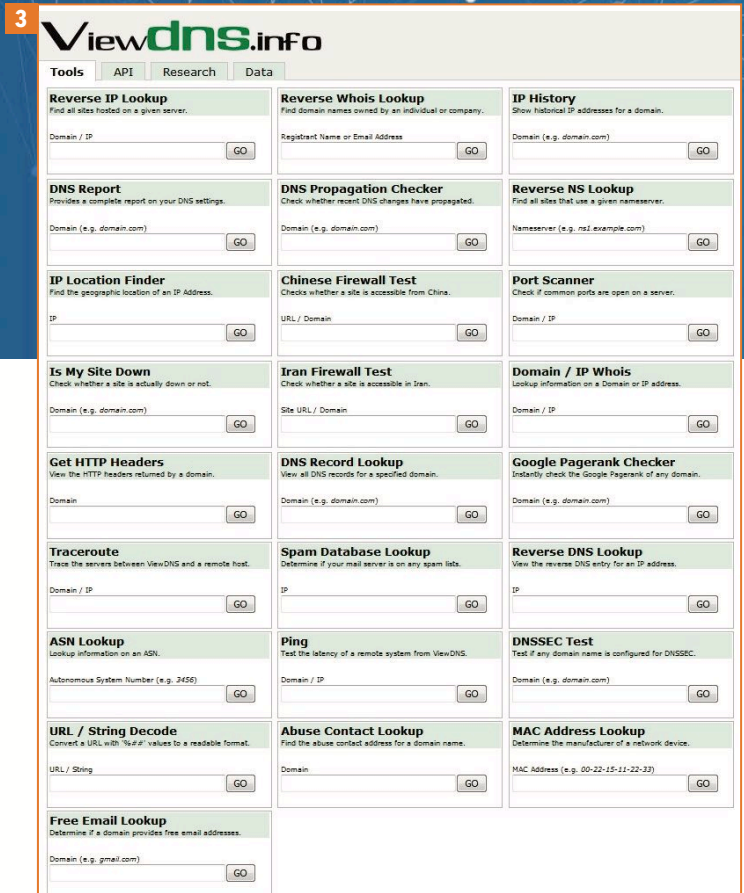 3
Viewdns.info
Tools API Research Data
Reverse IP Lookup
Find all sites hosted on a given server.
Domain / IP
GO
Reverse Whois Lookup
Find domain names owned by an individual or company.
Registrant Name or Email Address
GO
IP History
Show historical IP addresses for a domain.
Domain (e.g. domain.com)
GO
DNS Report
Provides a complete report on your DNS settings.
Domain (e.g. domain.com)
GO
DNS Propagation Checker
Check whether recent DNS changes have propagated.
Domain (e.g. domain.com)
GO
Reverse NS Lookup
Find all sites that use a given nameserver.
Nameserver (e.g. ns1.example.com)
GO
IP Location Finder
Find the geographic location of an IP Address.
IP
GO
Chinese Firewall Test
Checks whether a site is accessible from China.
URL / Domain
GO
Port Scanner
Check if common ports are open on a server.
Domain / IP
GO
Is My Site Down
Check whether a site is actually down or not.
Domain (e.g. domain.com)
GO
Iran Firewall Test
Check whether a site is accessible in Iran.
Site URL / Domain
GO
Domain / IP Whois
Lookup information on a Domain or IP address.
Domain / IP
GO
Get HTTP Headers
View the HTTP headers returned by a domain.
Domain
GO
DNS Record Lookup
View all DNS records for a specified domain.
Domain (e.g. domain.com)
GO
Google Pagerank Checker
Instantly check the Google Pagerank of any domain.
Domain (e.g. domain.com)
GO
Traceroute
Trace the servers between ViewDNS and a remote host.
Domain / IP
GO
Spam Database Lookup
Determine if your mail server is on any spam lists.
IP
GO
Reverse DNS Lookup
View the reverse DNS entry for an IP address.
IP
GO
ASN Lookup
Lookup information on an ASN.
Autonomous System Number (e.g. 3456)
GO
Ping
Test the latency of a remote system from ViewDNS.
Domain / IP
GO
DNSSEC Test
Test if any domain name is configured for DNSSEC.
Domain (e.g. domain.com)
GO
URL / String Decode
Convert a URL with '%##' values to a readable format.
URL / String
GO
Abuse Contact Lookup
Find the abuse contact address for a domain name.
Domain
GO
MAC Address Lookup
Determine the manufacturer of a network device.
MAC Address (e.g. 00-22-15-11-22-33)
GO
Free Email Lookup
Determine if a domain provides free email addresses.
Domain (e.g. gmail.com)
GO